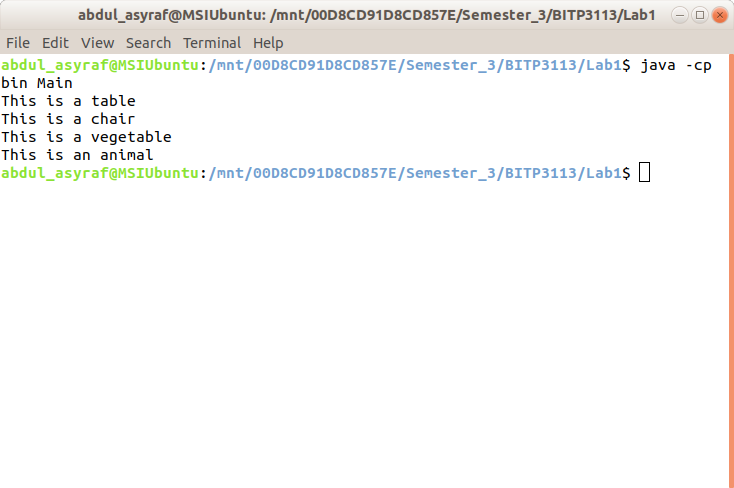 abdul_asyraf@MSIUbuntu: /mnt/00D8CD91D8CD857E/Semester_3/BITP3113/Lab1
File Edit View Search Terminal Help
abdul_asyraf@MSIUbuntu:/mnt/00D8CD91D8CD857E/Semester_3/BITP3113/Lab1$ java -cp
bin Main
This is a table
This is a chair
This is a vegetable
This is an animal
abdul_asyraf@MSIUbuntu:/mnt/00D8CD91D8CD857E/Semester_3/BITP3113/Lab1$